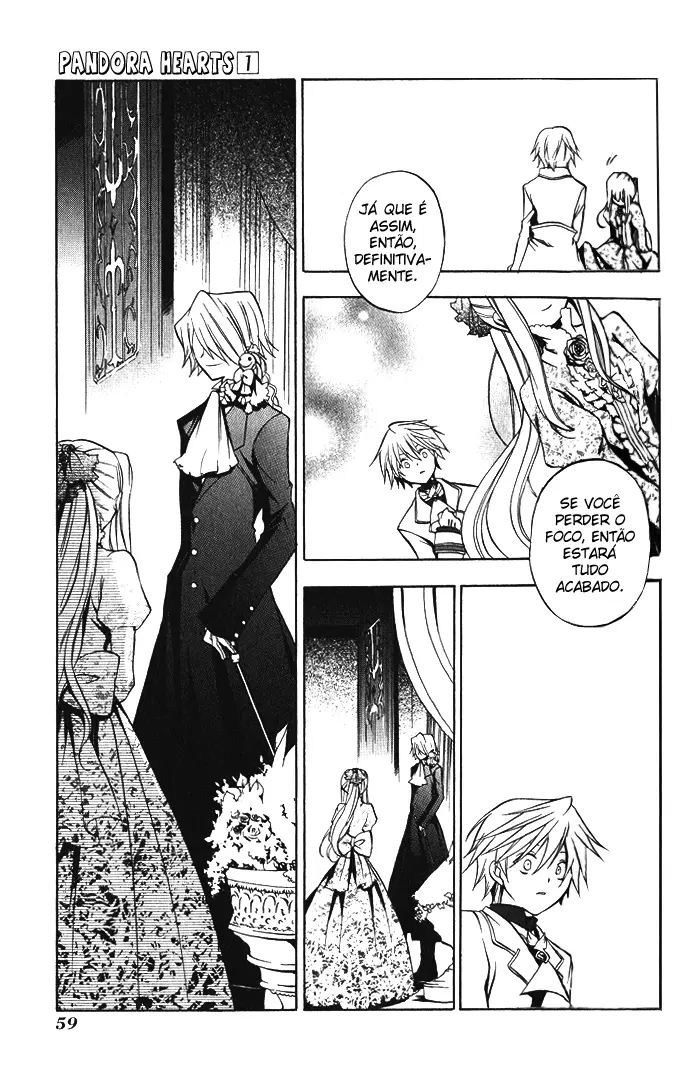 PANDORA HEARTS 1
JÁ QUE É
ASSIM,
ENTÃO,
DEFINITIVA-
MENTE.
SE VOCÊ
PERDER O
FOCO, ENTÃO
ESTARÁ
TUDO
ACABADO.
59